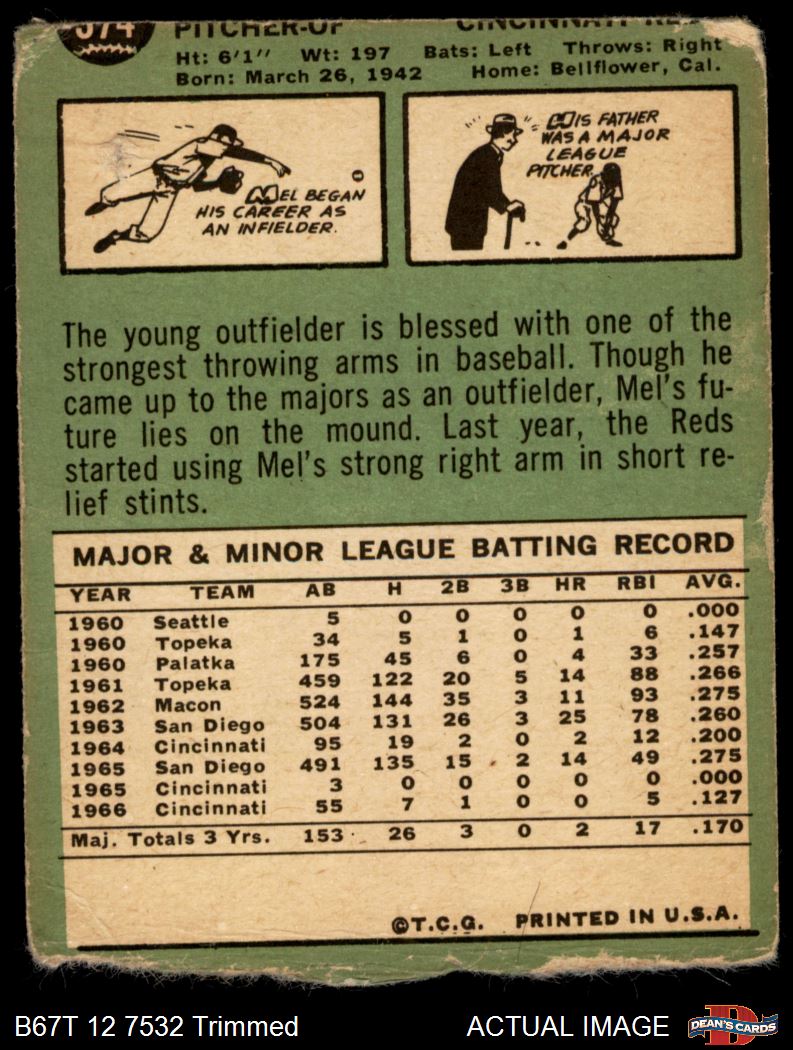 374 PITCHER-OF CINCINNATI REDS
Ht: 6'1" Wt: 197 Bats: Left Throws: Right
Born: March 26, 1942 Home: Bellflower, Cal.
MEL BEGAN
HIS CAREER AS
AN INFIELDER.
HIS FATHER
WAS A MAJOR
LEAGUE
PITCHER.
The young outfielder is blessed with one of the
strongest throwing arms in baseball. Though he
came up to the majors as an outfielder, Mel's fu-
ture lies on the mound. Last year, the Reds
started using Mel's strong right arm in short re-
lief stints.
MAJOR & MINOR LEAGUE BATTING RECORD
YEAR TEAM AB H 2B 3B HR RBI AVG.
1960 Seattle 5 0 0 0 0 0 .000
1960 Topeka 34 5 1 0 1 6 .147
1960 Palatka 175 45 6 0 4 33 .257
1961 Topeka 459 122 20 5 14 88 .266
1962 Macon 524 144 35 3 11 93 .275
1963 San Diego 504 131 26 3 25 78 .260
1964 Cincinnati 95 19 2 0 2 12 .200
1965 San Diego 491 135 15 2 14 49 .275
1965 Cincinnati 3 0 0 0 0 0 .000
1966 Cincinnati 55 7 1 0 0 5 .127
Maj. Totals 3 Yrs. 153 26 3 0 2 17 .170
©T.C.G. PRINTED IN U.S.A.
B67T 12 7532 Trimmed ACTUAL IMAGE DEAN'S CARDS